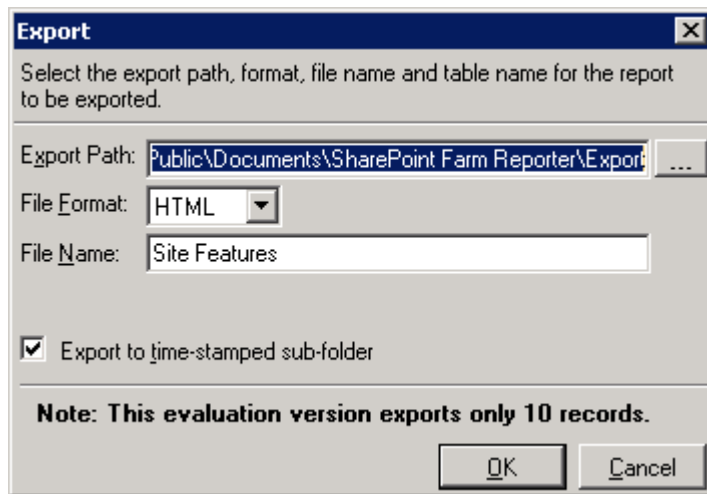 Export
Select the export path, format, file name and table name for the report
to be exported.
Export Path: Public\Documents\SharePoint Farm Reporter\Export ...
File Format: HTML
File Name: Site Features
Export to time-stamped sub-folder
Note: This evaluation version exports only 10 records.
OK Cancel